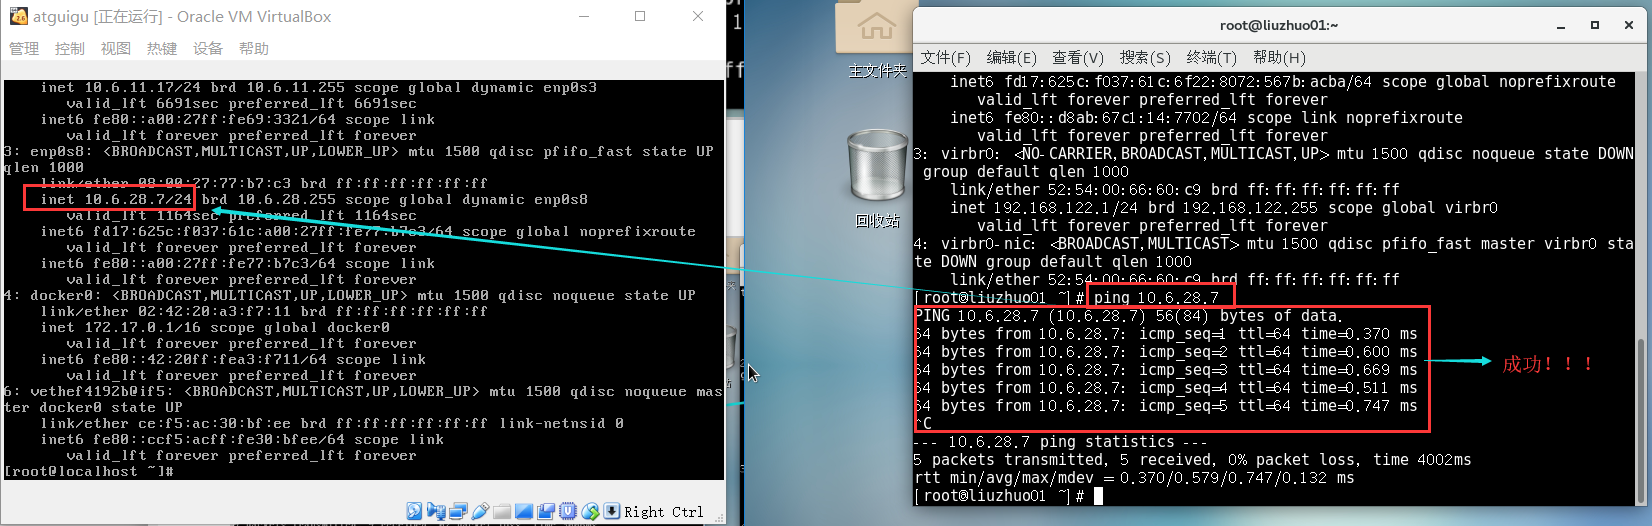 atguigu [正在运行] - Oracle VM VirtualBox
管理 控制 视图 热键 设备 帮助
inet 10.6.11.17/24 brd 10.6.11.255 scope global dynamic enp0s3
valid_lft 6691sec preferred_lft 6691sec
inet6 fe80::a00:27ff:fe69:3321/64 scope link
valid_lft forever preferred_lft forever
3: enp0s8: <BROADCAST,MULTICAST,UP,LOWER_UP> mtu 1500 qdisc pfifo_fast state UP
qlen 1000
link/ether 08:00:27:77:b7:c3 brd ff:ff:ff:ff:ff:ff
inet 10.6.28.7/24 brd 10.6.28.255 scope global dynamic enp0s8
valid_lft 1164sec preferred_lft 1164sec
inet6 fd17:625c:f037:61c:a00:27ff:fe77:b7c3/64 scope global noprefixroute
valid_lft forever preferred_lft forever
inet6 fe80::a00:27ff:fe77:b7c3/64 scope link
valid_lft forever preferred_lft forever
4: docker0: <BROADCAST,MULTICAST,UP,LOWER_UP> mtu 1500 qdisc noqueue state UP
link/ether 02:42:20:a3:f7:11 brd ff:ff:ff:ff:ff:ff
inet 172.17.0.1/16 scope global docker0
valid_lft forever preferred_lft forever
inet6 fe80::42:20ff:fea3:f711/64 scope link
valid_lft forever preferred_lft forever
6: vethef4192b@if5: <BROADCAST,MULTICAST,UP,LOWER_UP> mtu 1500 qdisc noqueue mas
ter docker0 state UP
link/ether ce:f5:ac:30:bf:ee brd ff:ff:ff:ff:ff:ff link-netnsid 0
inet6 fe80::ccf5:acff:fe30:bfee/64 scope link
valid_lft forever preferred_lft forever
[root@localhost ~]#
Right Ctrl
主文件夹
回收站
root@liuzhuo01:~
文件(F) 编辑(E) 查看(V) 搜索(S) 终端(T) 帮助(H)
inet6 fd17:625c:f037:61c:6f22:8072:567b:acba/64 scope global noprefixroute
valid_lft forever preferred_lft forever
inet6 fe80::d8ab:67c1:14:7702/64 scope link noprefixroute
valid_lft forever preferred_lft forever
3: virbr0: <NO-CARRIER,BROADCAST,MULTICAST,UP> mtu 1500 qdisc noqueue state DOWN
group default qlen 1000
link/ether 52:54:00:66:60:c9 brd ff:ff:ff:ff:ff:ff
inet 192.168.122.1/24 brd 192.168.122.255 scope global virbr0
valid_lft forever preferred_lft forever
4: virbr0-nic: <BROADCAST,MULTICAST> mtu 1500 qdisc pfifo_fast master virbr0 sta
te DOWN group default qlen 1000
link/ether 52:54:00:66:60:c9 brd ff:ff:ff:ff:ff:ff
[root@liuzhuo01 ~]# ping 10.6.28.7
PING 10.6.28.7 (10.6.28.7) 56(84) bytes of data.
64 bytes from 10.6.28.7: icmp_seq=1 ttl=64 time=0.370 ms
64 bytes from 10.6.28.7: icmp_seq=2 ttl=64 time=0.600 ms
64 bytes from 10.6.28.7: icmp_seq=3 ttl=64 time=0.669 ms
64 bytes from 10.6.28.7: icmp_seq=4 ttl=64 time=0.511 ms
64 bytes from 10.6.28.7: icmp_seq=5 ttl=64 time=0.747 ms
^C
--- 10.6.28.7 ping statistics ---
5 packets transmitted, 5 received, 0% packet loss, time 4002ms
rtt min/avg/max/mdev = 0.370/0.579/0.747/0.132 ms
[root@liuzhuo01 ~]#
成功！！！